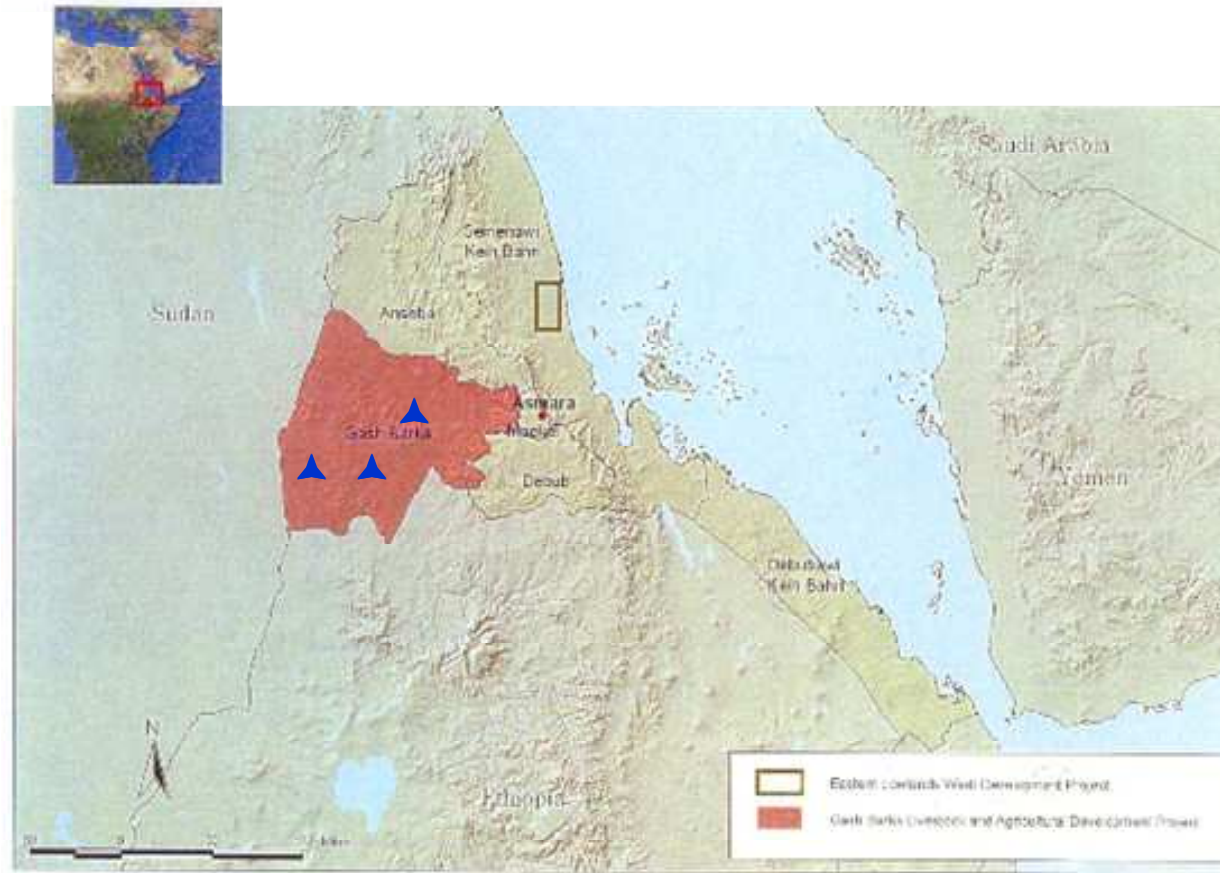 Saudi Arabia
Semenawi
Keih Bahri
Sudan
Anseba
Asmara
Gash Barka
Maekel
Debub
Yemen
Debubawi
Keih Bahri
N
Ethiopia
Eastern Lowlands Wadi Development Project
Gash Barka Livestock and Agricultural Development Project